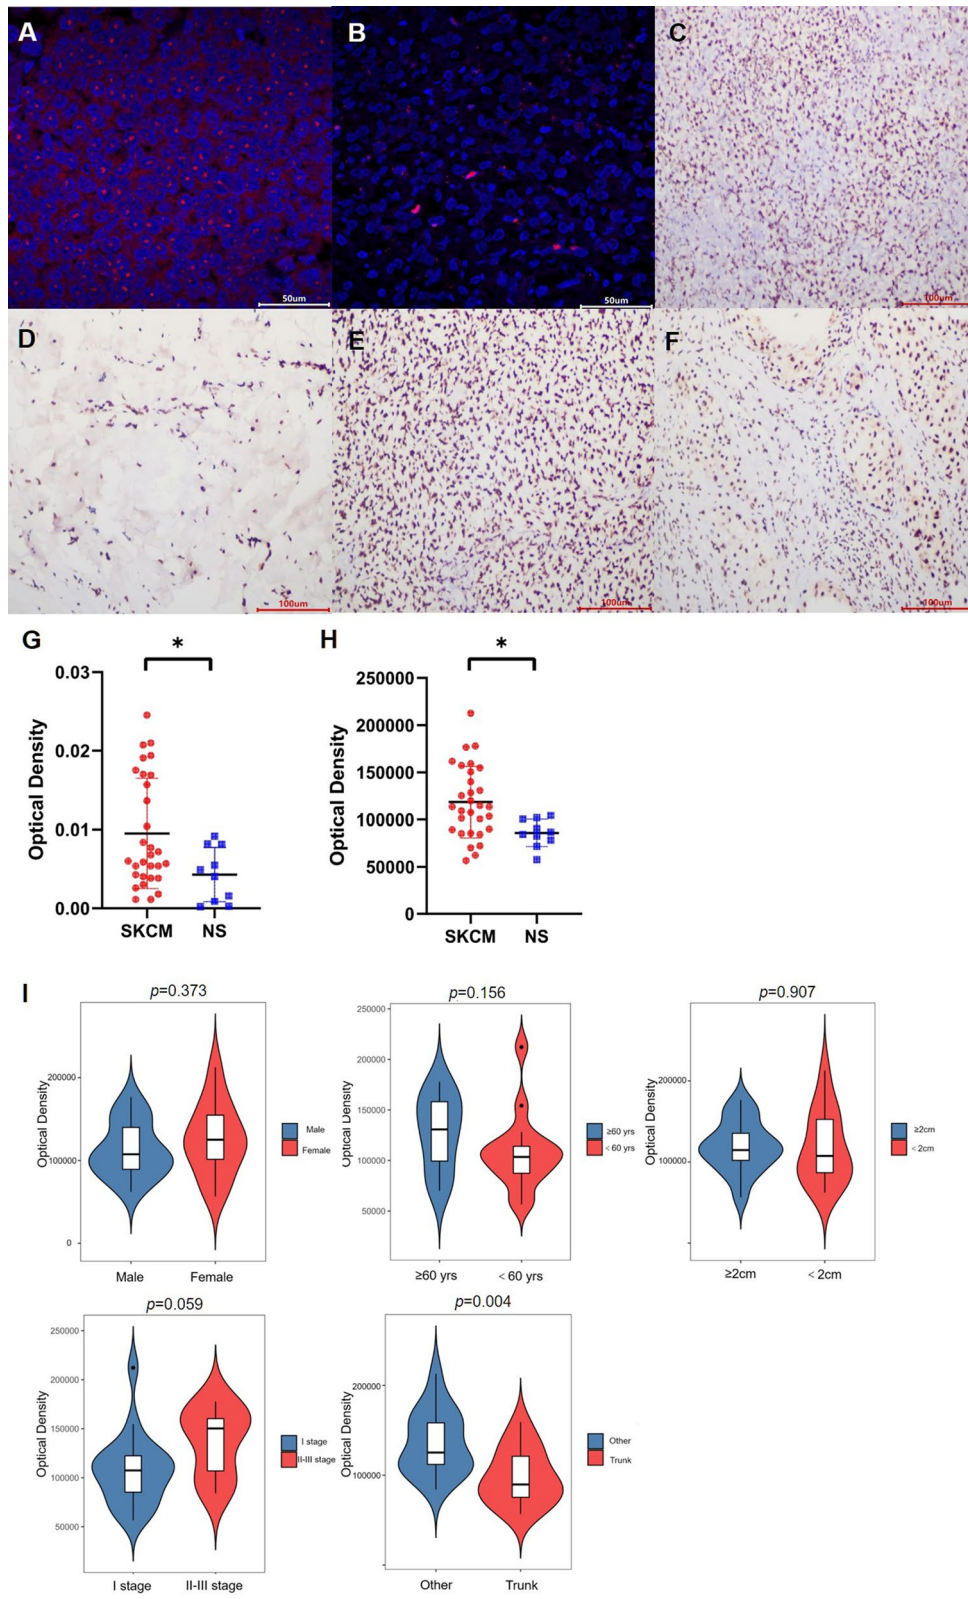 A
B
C
50um
50um
100um
D
E
F
100um
100um
100um
G
H
*
*
0.03
0.02
0.01
0.00
Optical Density
SKCM
NS
250000
200000
150000
100000
50000
0
Optical Density
SKCM
NS
I
p=0.373
200000
100000
0
Optical Density
Male
Female
Male
Female
p=0.156
250000
200000
150000
100000
50000
Optical Density
≥60 yrs
< 60 yrs
≥60 yrs
< 60 yrs
p=0.907
200000
100000
Optical Density
≥2cm
< 2cm
≥2cm
< 2cm
p=0.059
250000
200000
150000
100000
50000
Optical Density
I stage
II-III stage
I stage
II-III stage
p=0.004
200000
100000
Optical Density
Other
Trunk
Other
Trunk